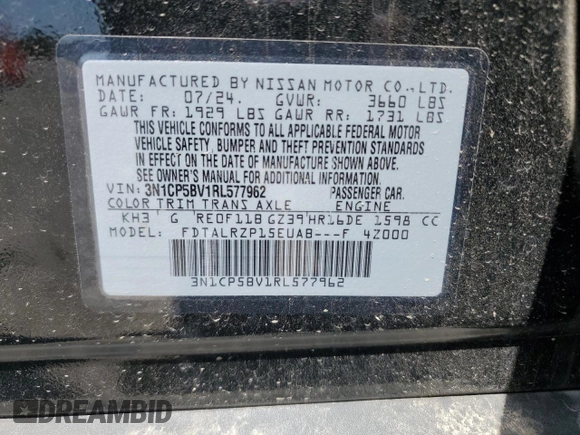 MANUFACTURED BY NISSAN MOTOR CO.,LTD.
DATE: 07/24. GVWR: 3660 LBS
GAWR FR: 1929 LBS GAWR RR: 1731 LBS
THIS VEHICLE CONFORMS TO ALL APPLICABLE FEDERAL MOTOR
VEHICLE SAFETY, BUMPER AND THEFT PREVENTION STANDARDS
IN EFFECT ON THE DATE OF MANUFACTURE SHOWN ABOVE.
SEE OWNER'S MANUAL FOR ADDITIONAL INFORMATION.
VIN: 3N1CP5BV1RL577962 PASSENGER CAR.
COLOR TRIM TRANS AXLE ENGINE
KH3 G RE0F11B GZ39 HR16DE 1598 CC
MODEL: FDTALRZP15EUAB---F 4Z000
3N1CP5BV1RL577962
DREAMBID